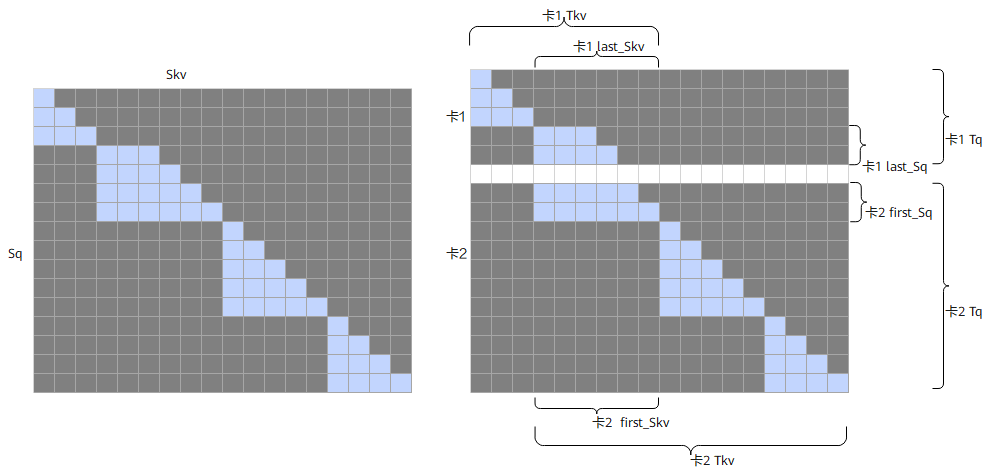 Skv
Sq
卡1 Tkv
卡1 last_Skv
卡1
卡1 Tq
卡1 last_Sq
卡2 first_Sq
卡2
卡2 Tq
卡2 first_Skv
卡2 Tkv